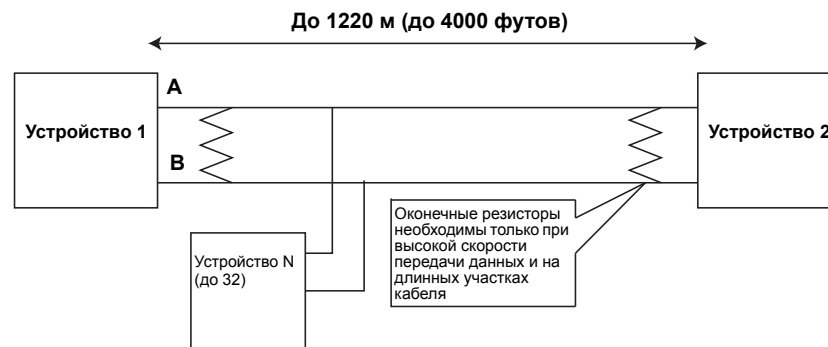 До 1220 м (до 4000 футов)
A
Устройство 1
Устройство 2
B
Оконечные резисторы
необходимы только при
высокой скорости
передачи данных и на
длинных участках
кабеля
Устройство N
(до 32)